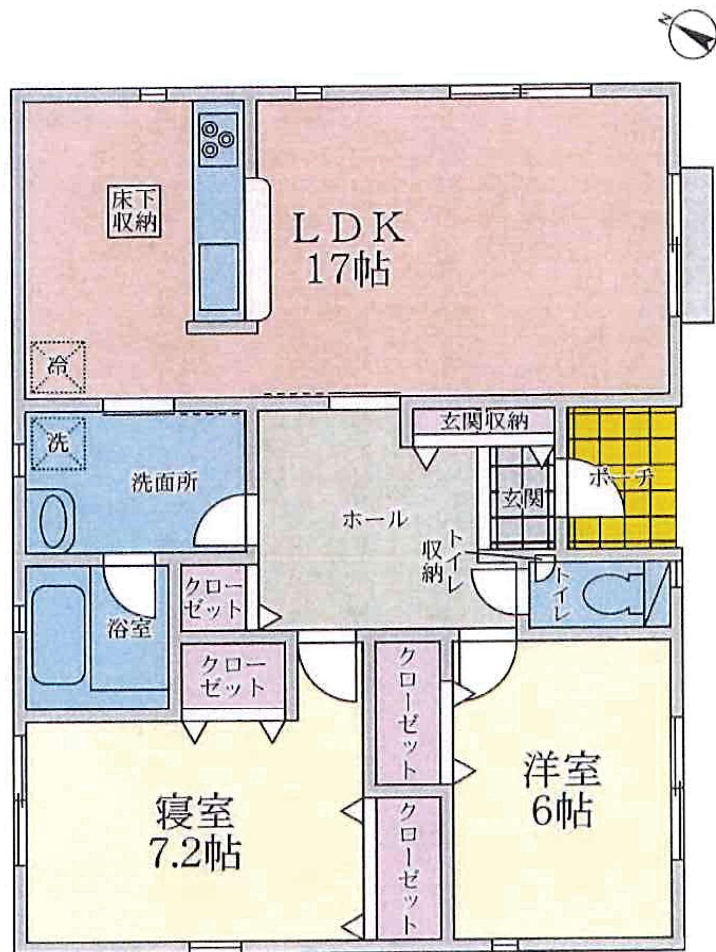 N
床下
収納
LDK
17帖
冷
玄関収納
洗
洗面所
ホール
玄関
ポーチ
トイレ
収納
トイレ
浴室
クロー
ゼット
クロー
ゼット
クローゼット
洋室
6帖
寝室
7.2帖
クローゼット